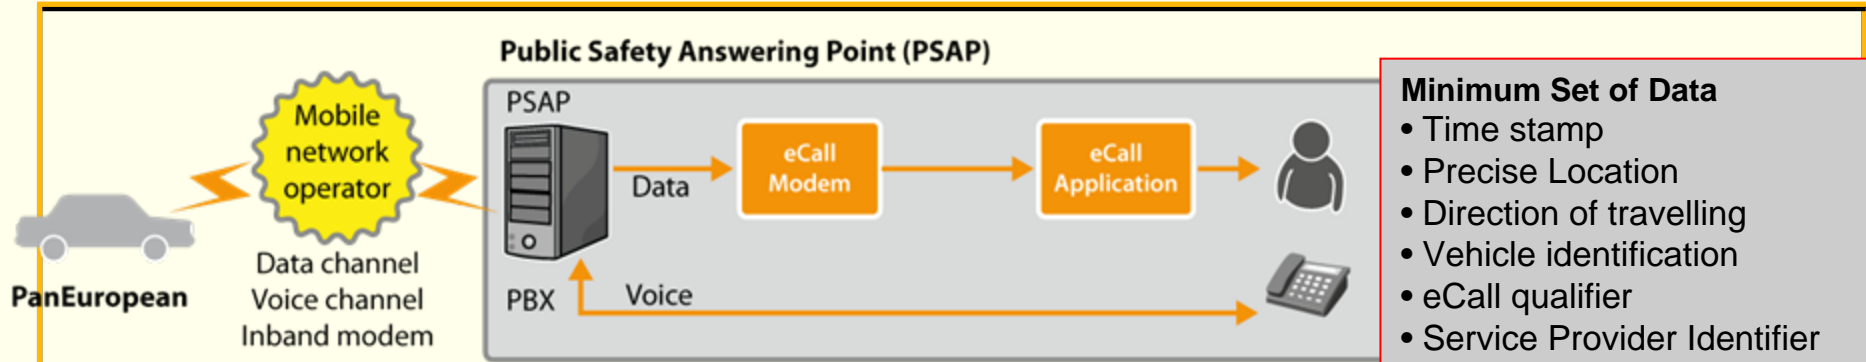 Public Safety Answering Point (PSAP)
PSAP
Mobile
network
operator
Data channel
Voice channel
Inband modem
PanEuropean
Data
eCall
Modem
eCall
Application
PBX
Voice
Minimum Set of Data
• Time stamp
• Precise Location
• Direction of travelling
• Vehicle identification
• eCall qualifier
• Service Provider Identifier